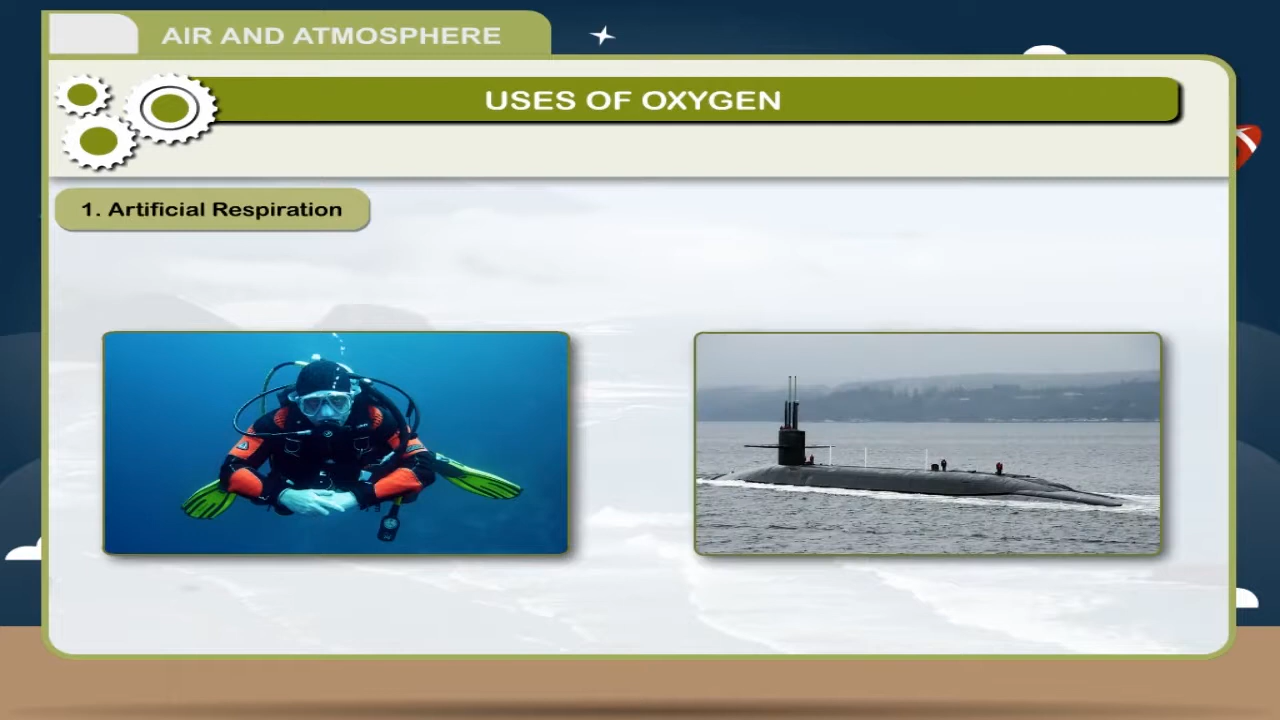 AIR AND ATMOSPHERE
USES OF OXYGEN
1. Artificial Respiration